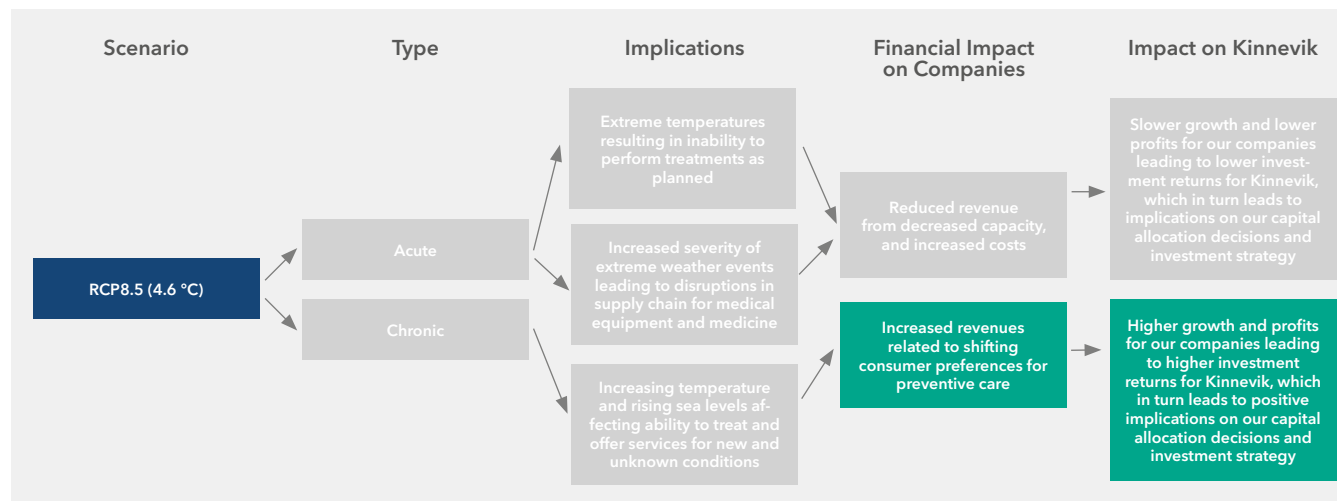 Scenario
Type
Implications
Financial Impact
on Companies
Impact on Kinnevik
RCP8.5 (4.6 °C)
Acute
Chronic
Extreme temperatures
resulting in inability to
perform treatments as
planned
Increased severity of
extreme weather events
leading to disruptions in
supply chain for medical
equipment and medicine
Increasing temperature
and rising sea levels af-
fecting ability to treat and
offer services for new and
unknown conditions
Reduced revenue
from decreased capacity,
and increased costs
Increased revenues
related to shifting
consumer preferences for
preventive care
Slower growth and lower
profits for our companies
leading to lower invest-
ment returns for Kinnevik,
which in turn leads to
implications on our capital
allocation decisions and
investment strategy
Higher growth and profits
for our companies leading
to higher investment
returns for Kinnevik, which
in turn leads to positive
implications on our capital
allocation decisions and
investment strategy